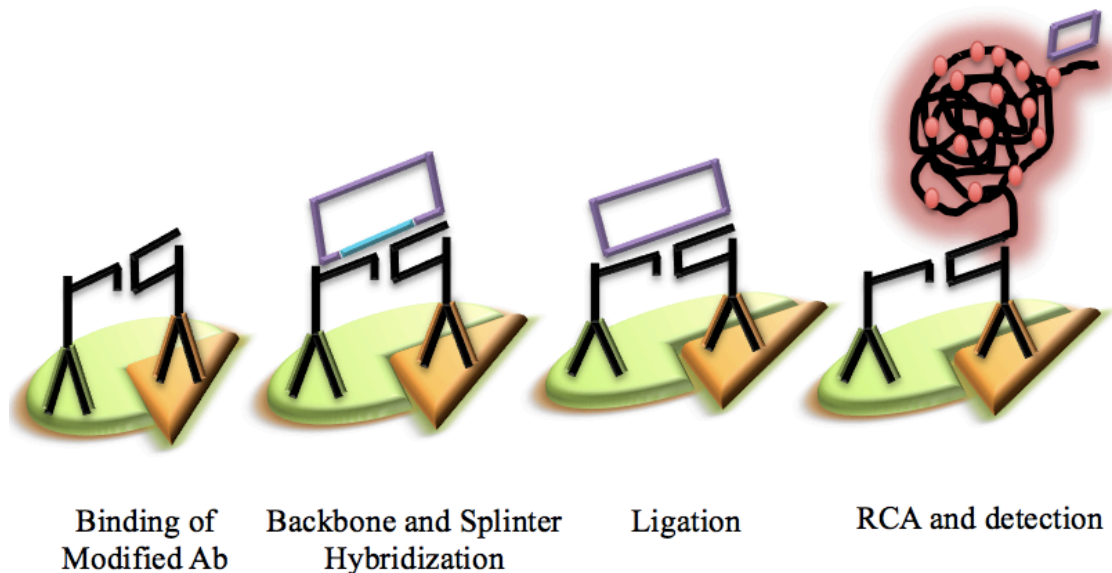 Binding of
Modified Ab
Backbone and Splinter
Hybridization
Ligation
RCA and detection